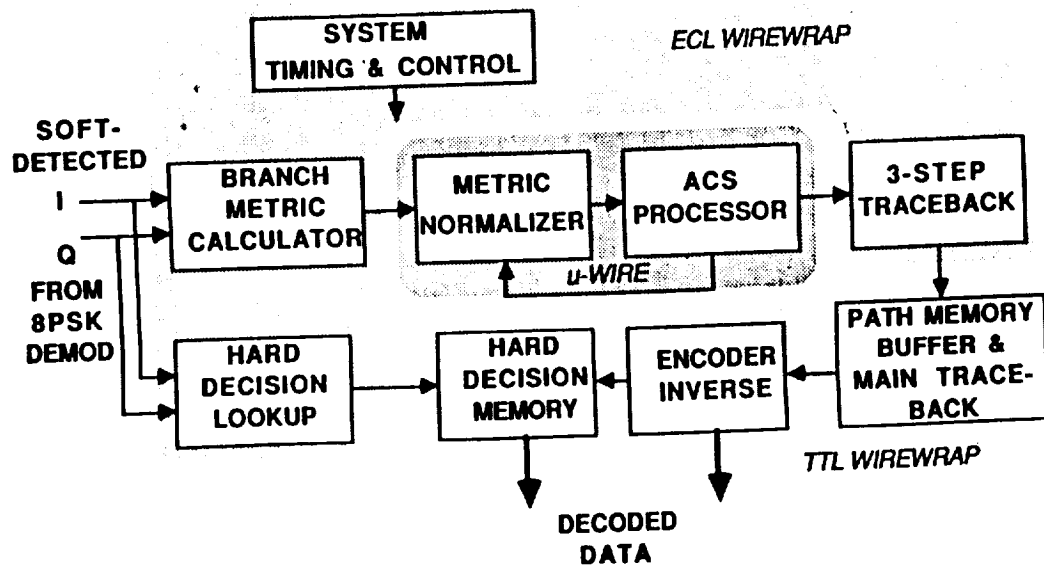 SYSTEM
TIMING & CONTROL
ECL WIREWRAP
SOFT-
DETECTED
I
Q
FROM
8PSK
DEMOD
BRANCH
METRIC
CALCULATOR
METRIC
NORMALIZER
ACS
PROCESSOR
u-WIRE
3-STEP
TRACEBACK
HARD
DECISION
LOOKUP
HARD
DECISION
MEMORY
ENCODER
INVERSE
PATH MEMORY
BUFFER &
MAIN TRACE-
BACK
TTL WIREWRAP
DECODED
DATA